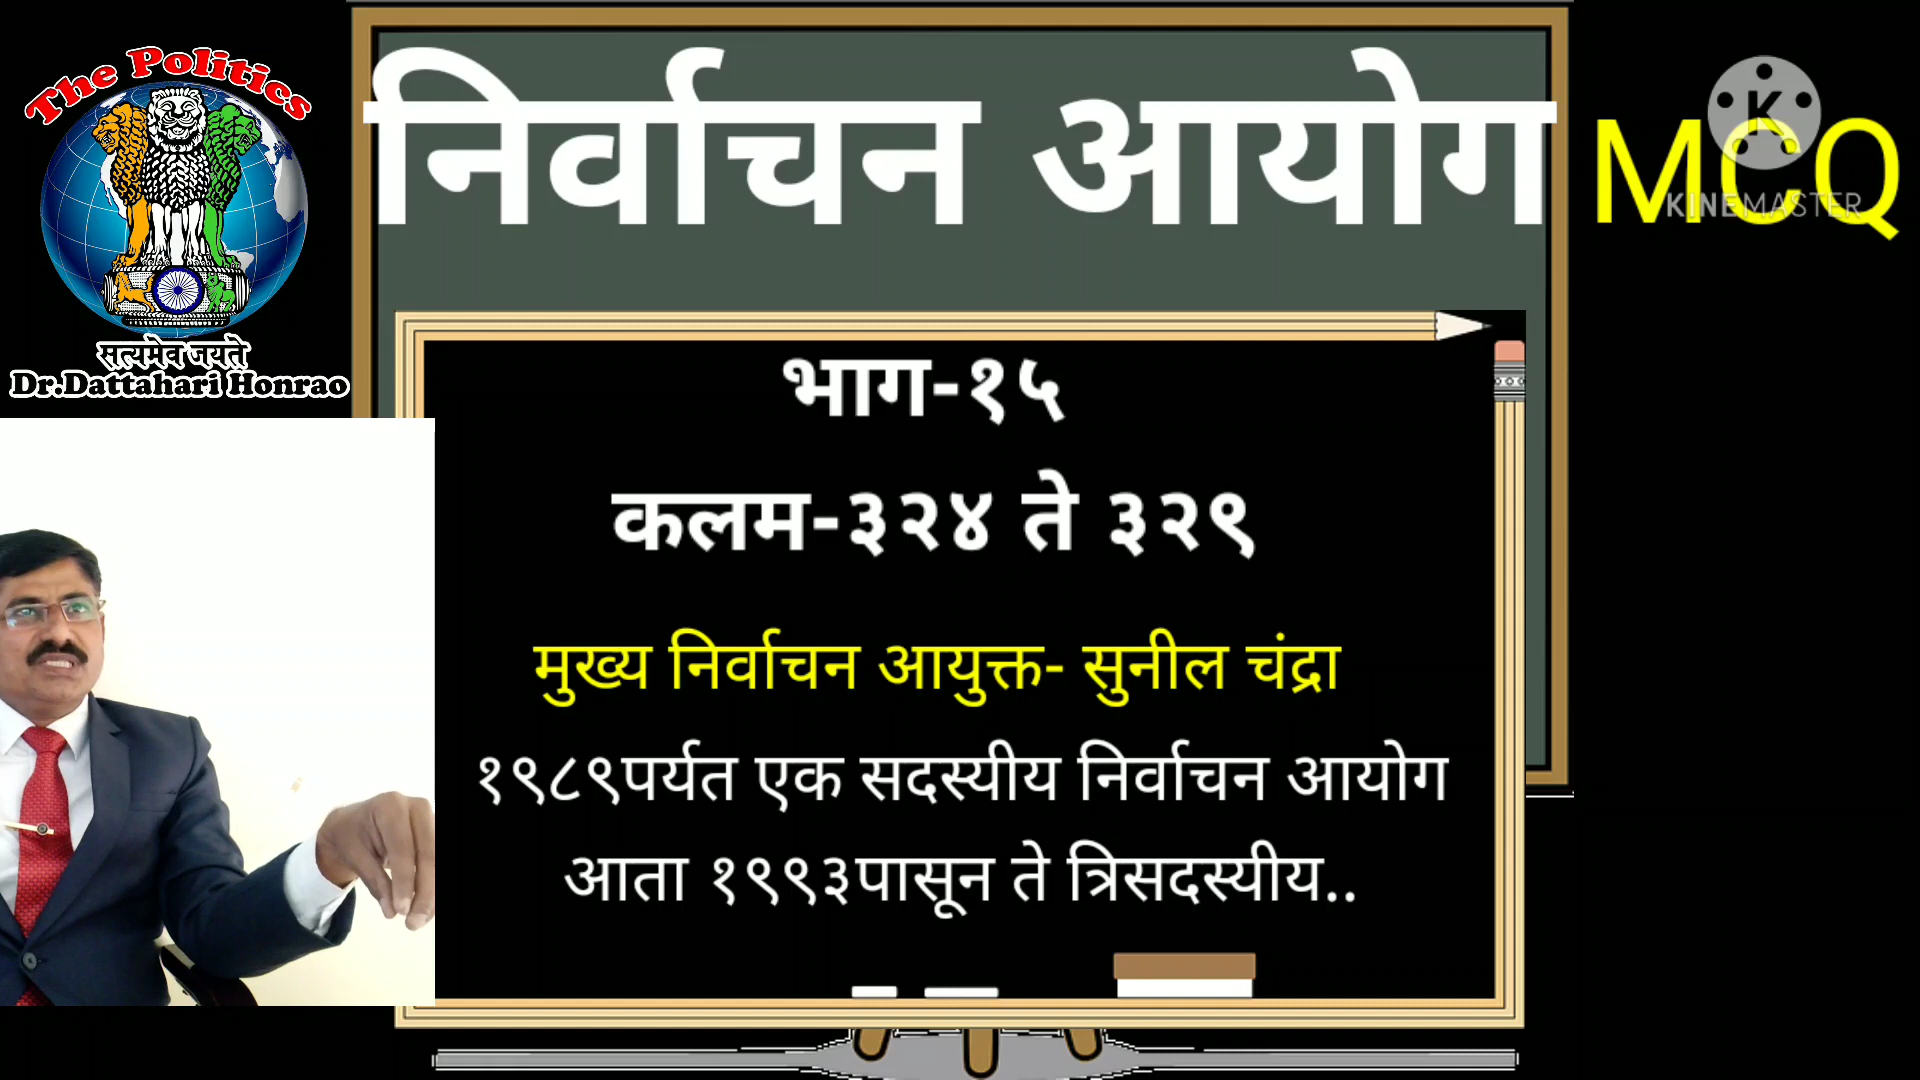 The Politics
सत्यमेव जयते
Dr.Dattahari Honrao
निर्वाचन आयोग MCQ
KINEMASTER
भाग-१५
कलम-३२४ ते ३२९
मुख्य निर्वाचन आयुक्त- सुनील चंद्रा
१९८९पर्यत एक सदस्यीय निर्वाचन आयोग
आता १९९३पासून ते त्रिसदस्यीय..